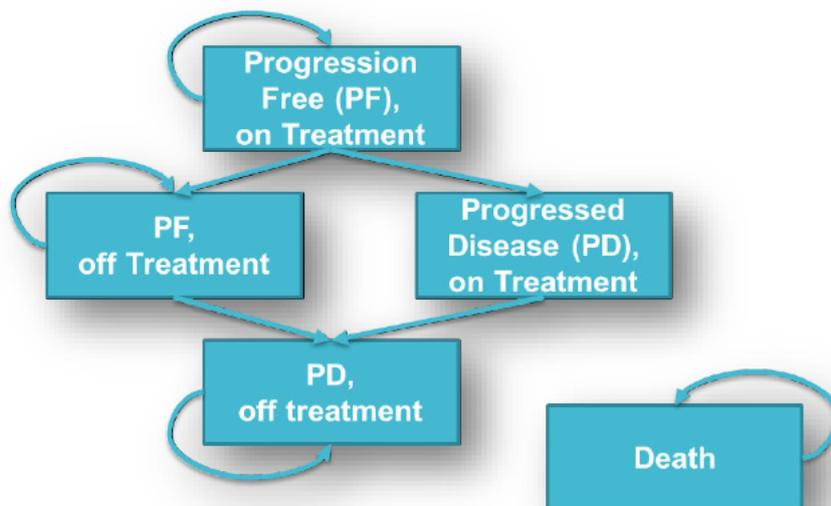 Progression
Free (PF),
on Treatment
PF,
off Treatment
Progressed
Disease (PD),
on Treatment
PD,
off treatment
Death